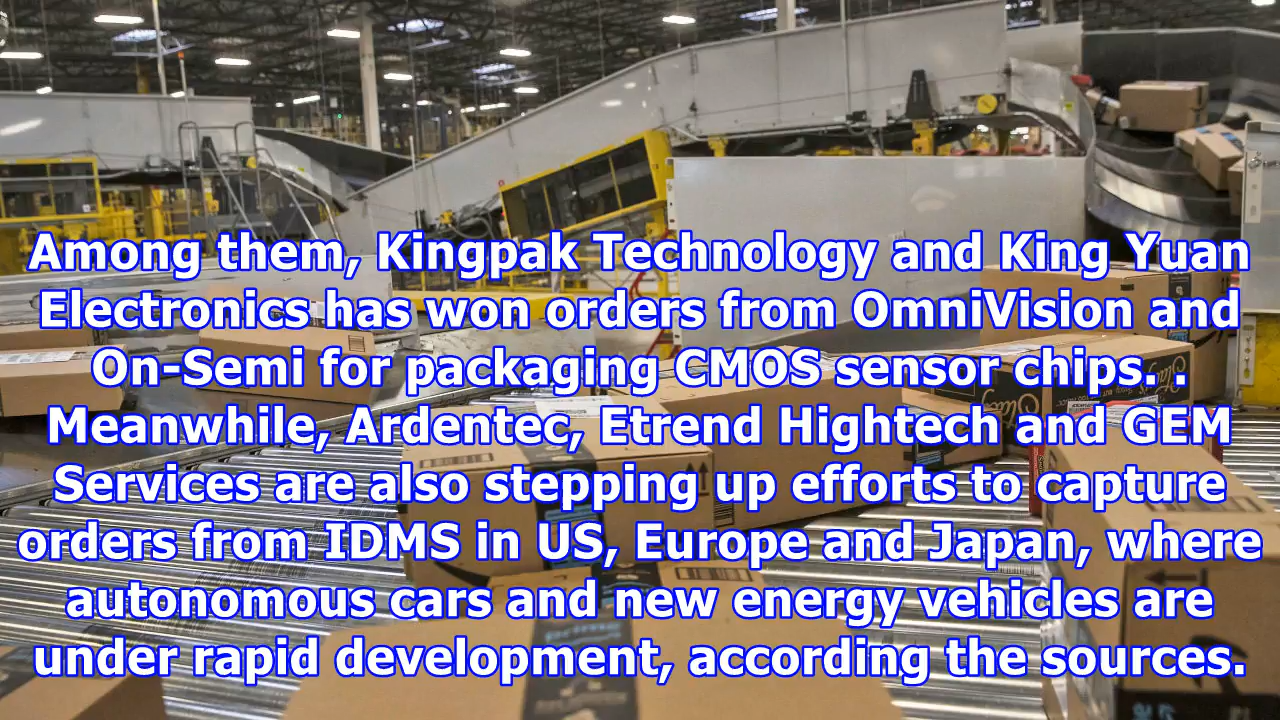 Among them, Kingpak Technology and King Yuan
Electronics has won orders from OmniVision and
On-Semi for packaging CMOS sensor chips. .
Meanwhile, Ardentec, Etrend Hightech and GEM
Services are also stepping up efforts to capture
orders from IDMS in US, Europe and Japan, where
autonomous cars and new energy vehicles are
under rapid development, according to the sources.